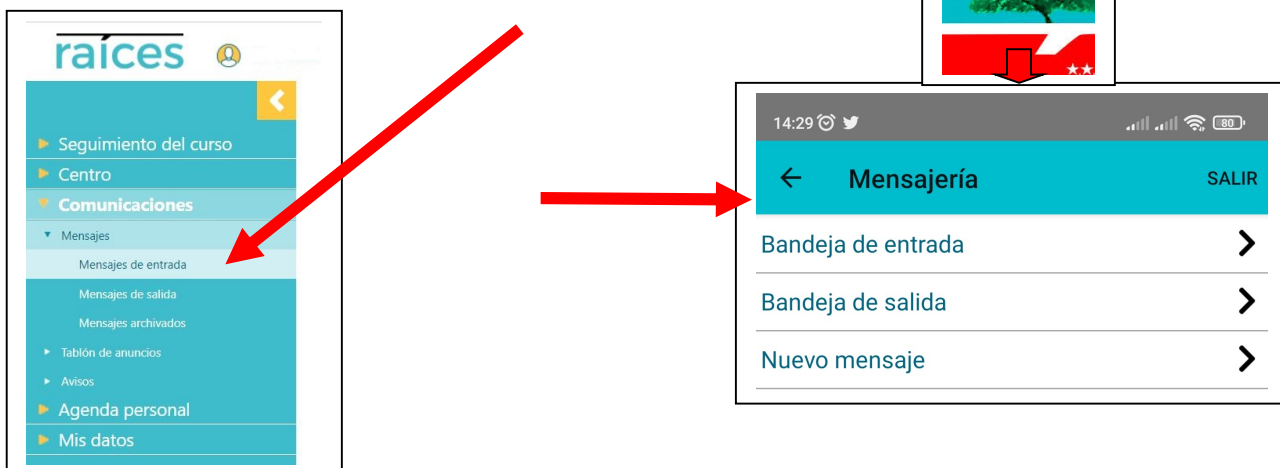 raíces
Seguimiento del curso
Centro
Comunicaciones
Mensajes
Mensajes de entrada
Mensajes de salida
Mensajes archivados
Tablón de anuncios
Avisos
Agenda personal
Mis datos
14:29
80
Mensajería
SALIR
Bandeja de entrada
Bandeja de salida
Nuevo mensaje